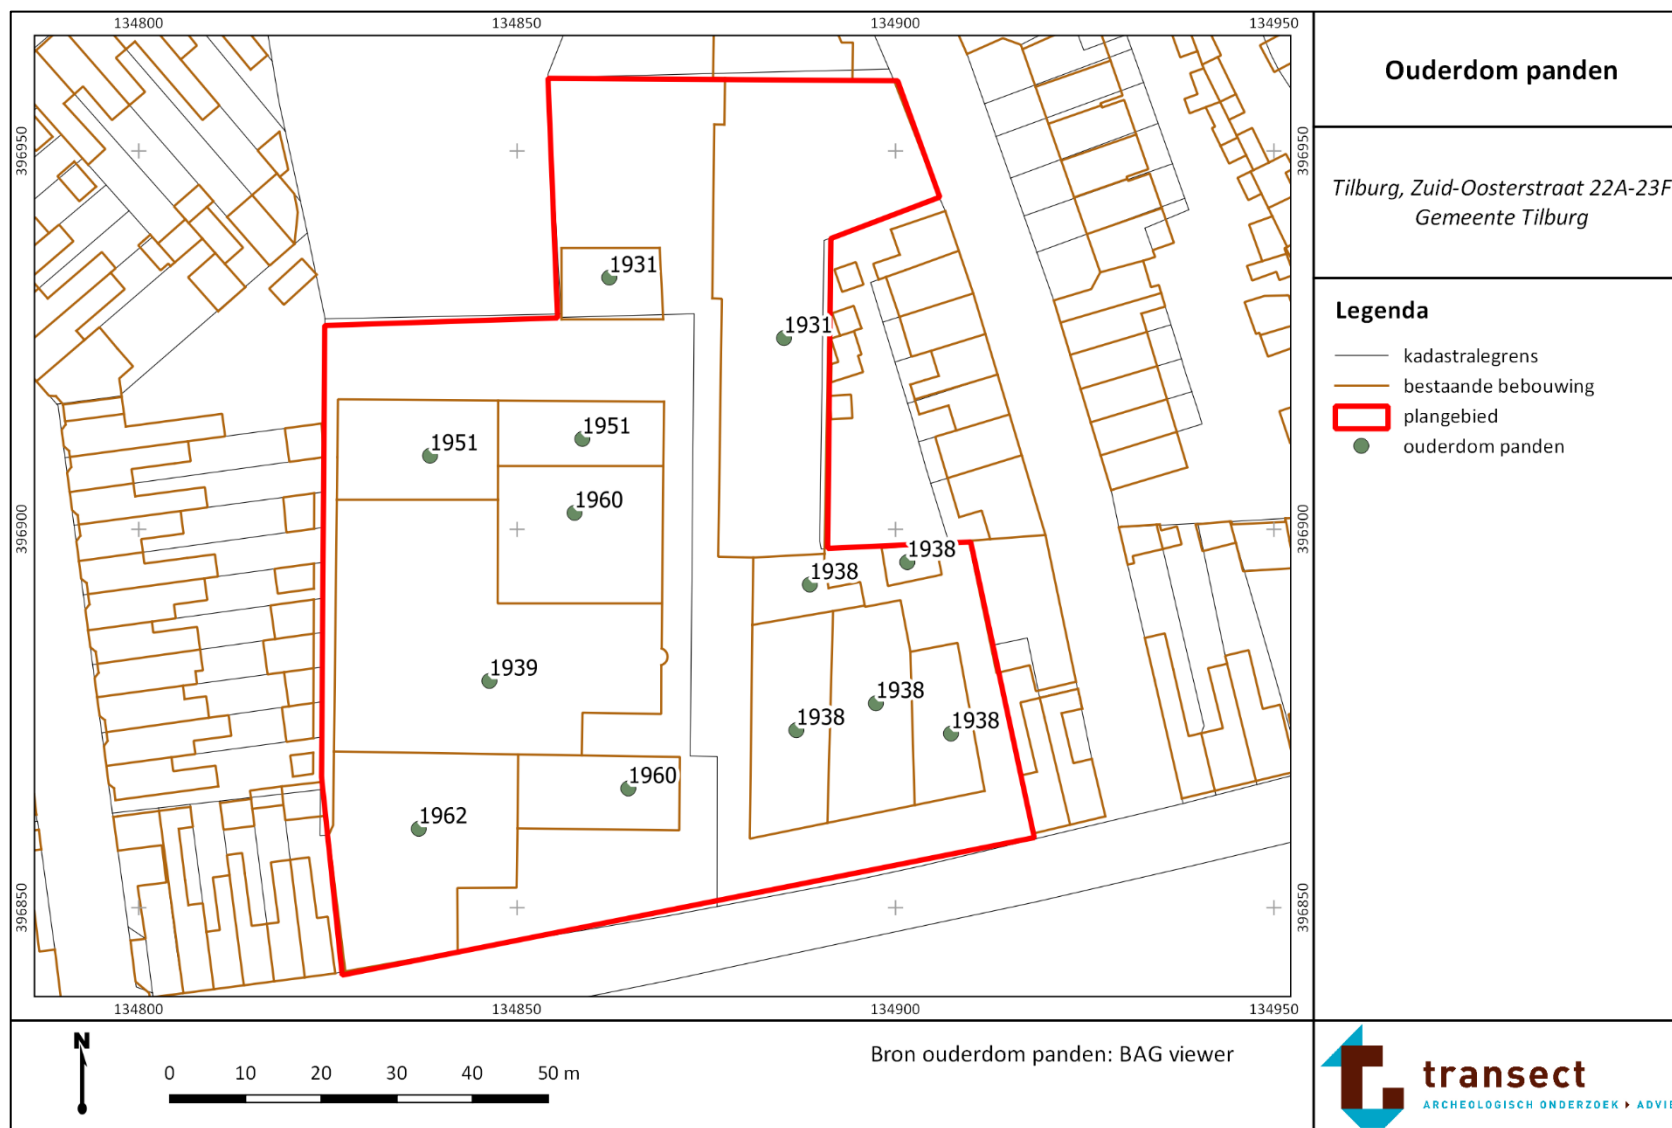 134800 134850 134900 134950
396950 396950
396900 396900
396850 396850
1931
1931
1951
1951
1960
1938
1938
1939
1938
1938
1938
1960
1962
134800 134850 134900 134950
Ouderdom panden
Tilburg, Zuid-Oosterstraat 22A-23F
Gemeente Tilburg
Legenda
kadastralegrens
bestaande bebouwing
plangebied
ouderdom panden
N
0 10 20 30 40 50 m
Bron ouderdom panden: BAG viewer
transect
ARCHEOLOGISCH ONDERZOEK ▸ ADVIE